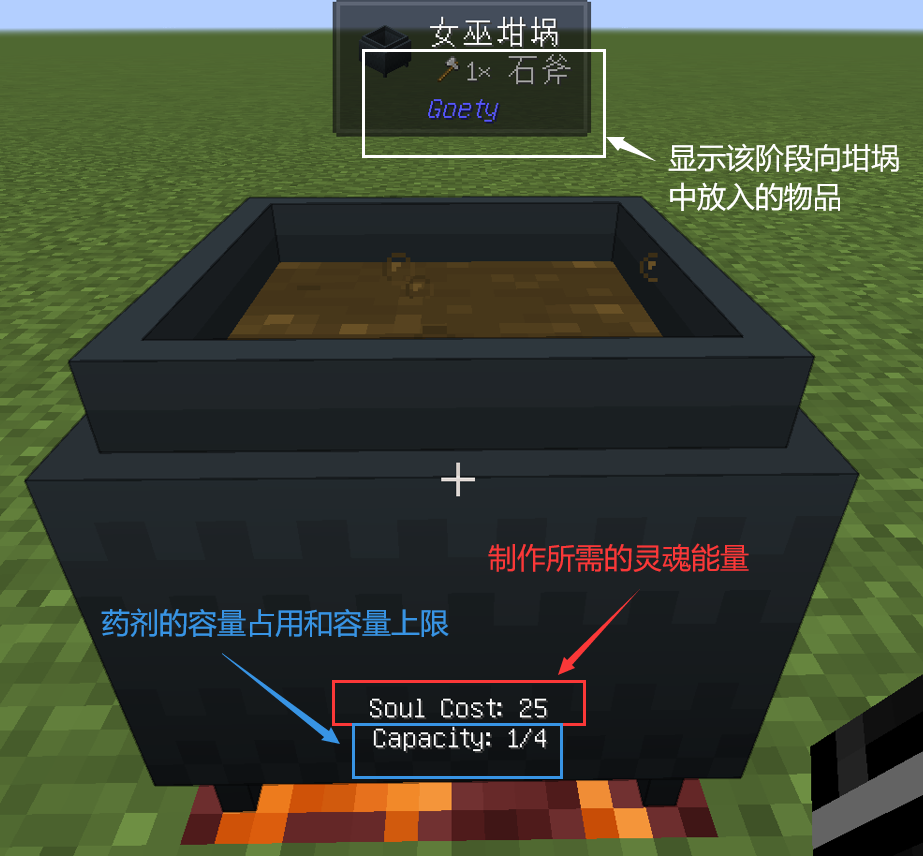 女巫坩埚
1× 石斧
Goety
显示该阶段向坩埚
中放入的物品
制作所需的灵魂能量
药剂的容量占用和容量上限
Soul Cost: 25
Capacity: 1/4